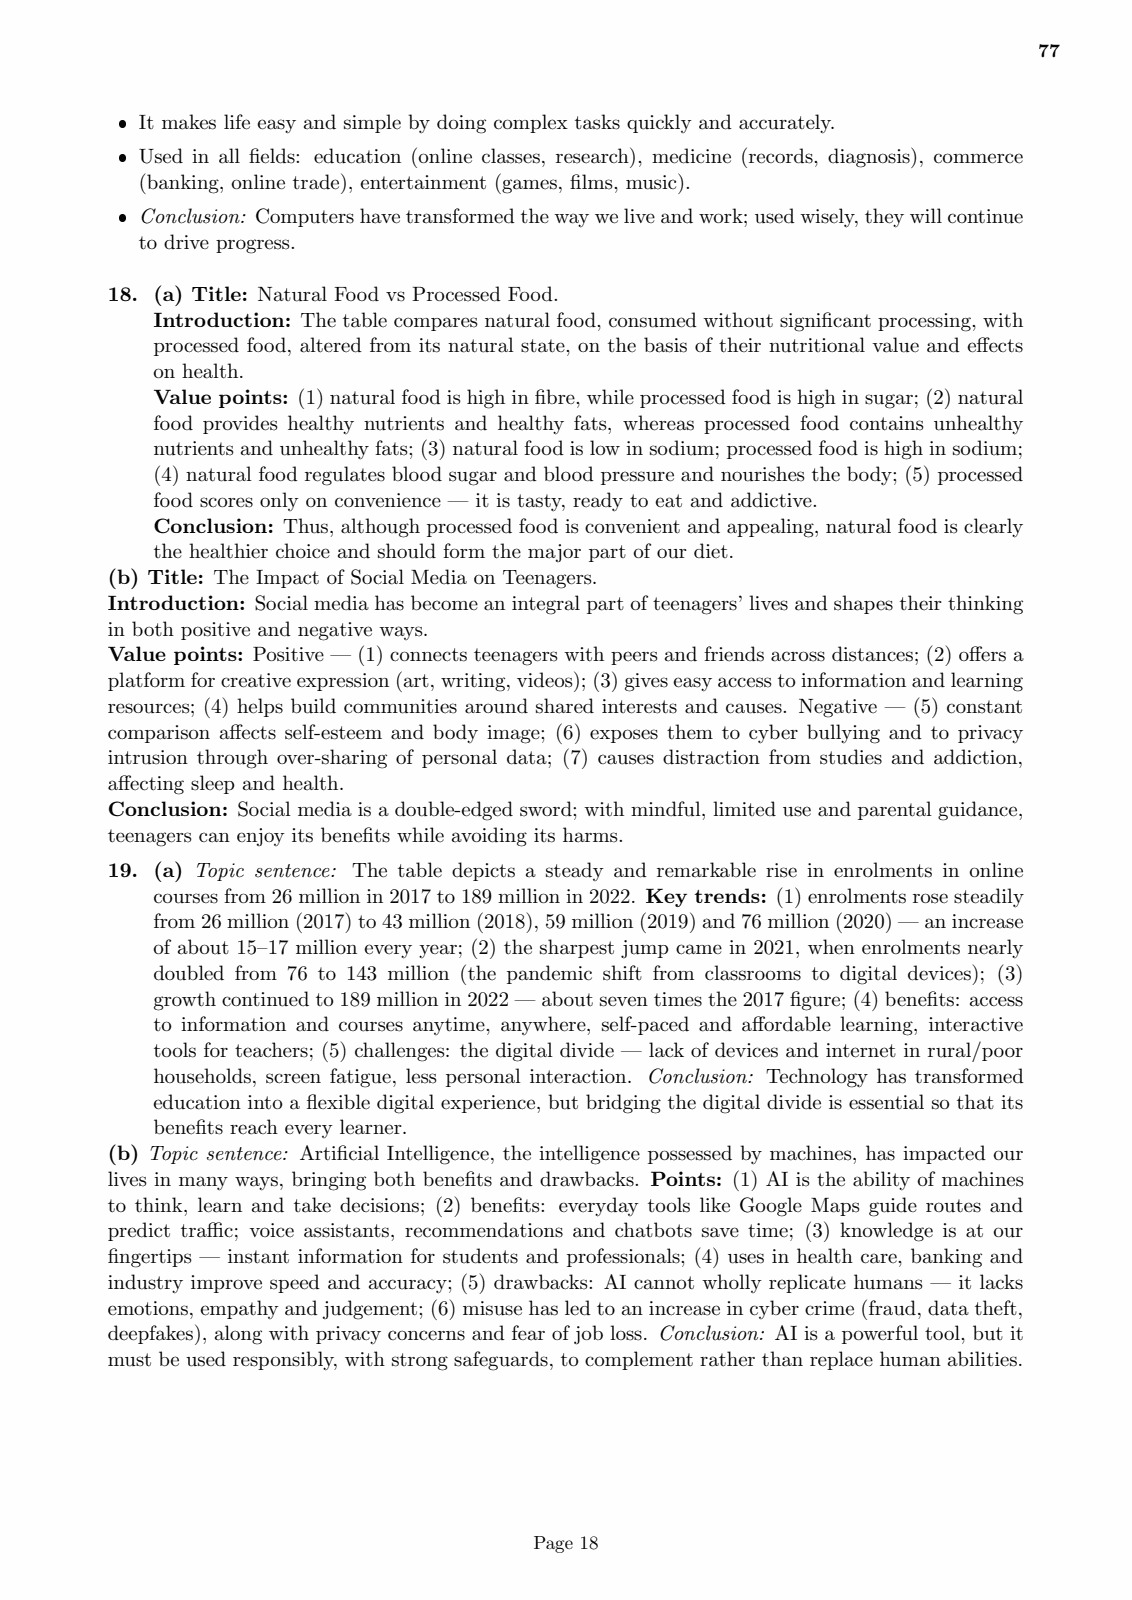 77
• It makes life easy and simple by doing complex tasks quickly and accurately.
• Used in all fields: education (online classes, research), medicine (records, diagnosis), commerce
(banking, online trade), entertainment (games, films, music).
• Conclusion: Computers have transformed the way we live and work; used wisely, they will continue
to drive progress.
18. (a) Title: Natural Food vs Processed Food.
Introduction: The table compares natural food, consumed without significant processing, with
processed food, altered from its natural state, on the basis of their nutritional value and effects
on health.
Value points: (1) natural food is high in fibre, while processed food is high in sugar; (2) natural
food provides healthy nutrients and healthy fats, whereas processed food contains unhealthy
nutrients and unhealthy fats; (3) natural food is low in sodium; processed food is high in sodium;
(4) natural food regulates blood sugar and blood pressure and nourishes the body; (5) processed
food scores only on convenience — it is tasty, ready to eat and addictive.
Conclusion: Thus, although processed food is convenient and appealing, natural food is clearly
the healthier choice and should form the major part of our diet.
(b) Title: The Impact of Social Media on Teenagers.
Introduction: Social media has become an integral part of teenagers' lives and shapes their thinking
in both positive and negative ways.
Value points: Positive — (1) connects teenagers with peers and friends across distances; (2) offers a
platform for creative expression (art, writing, videos); (3) gives easy access to information and learning
resources; (4) helps build communities around shared interests and causes. Negative — (5) constant
comparison affects self-esteem and body image; (6) exposes them to cyber bullying and to privacy
intrusion through over-sharing of personal data; (7) causes distraction from studies and addiction,
affecting sleep and health.
Conclusion: Social media is a double-edged sword; with mindful, limited use and parental guidance,
teenagers can enjoy its benefits while avoiding its harms.
19. (a) Topic sentence: The table depicts a steady and remarkable rise in enrolments in online
courses from 26 million in 2017 to 189 million in 2022. Key trends: (1) enrolments rose steadily
from 26 million (2017) to 43 million (2018), 59 million (2019) and 76 million (2020) — an increase
of about 15–17 million every year; (2) the sharpest jump came in 2021, when enrolments nearly
doubled from 76 to 143 million (the pandemic shift from classrooms to digital devices); (3)
growth continued to 189 million in 2022 — about seven times the 2017 figure; (4) benefits: access
to information and courses anytime, anywhere, self-paced and affordable learning, interactive
tools for teachers; (5) challenges: the digital divide — lack of devices and internet in rural/poor
households, screen fatigue, less personal interaction. Conclusion: Technology has transformed
education into a flexible digital experience, but bridging the digital divide is essential so that its
benefits reach every learner.
(b) Topic sentence: Artificial Intelligence, the intelligence possessed by machines, has impacted our
lives in many ways, bringing both benefits and drawbacks. Points: (1) AI is the ability of machines
to think, learn and take decisions; (2) benefits: everyday tools like Google Maps guide routes and
predict traffic; voice assistants, recommendations and chatbots save time; (3) knowledge is at our
fingertips — instant information for students and professionals; (4) uses in health care, banking and
industry improve speed and accuracy; (5) drawbacks: AI cannot wholly replicate humans — it lacks
emotions, empathy and judgement; (6) misuse has led to an increase in cyber crime (fraud, data theft,
deepfakes), along with privacy concerns and fear of job loss. Conclusion: AI is a powerful tool, but it
must be used responsibly, with strong safeguards, to complement rather than replace human abilities.
Page 18